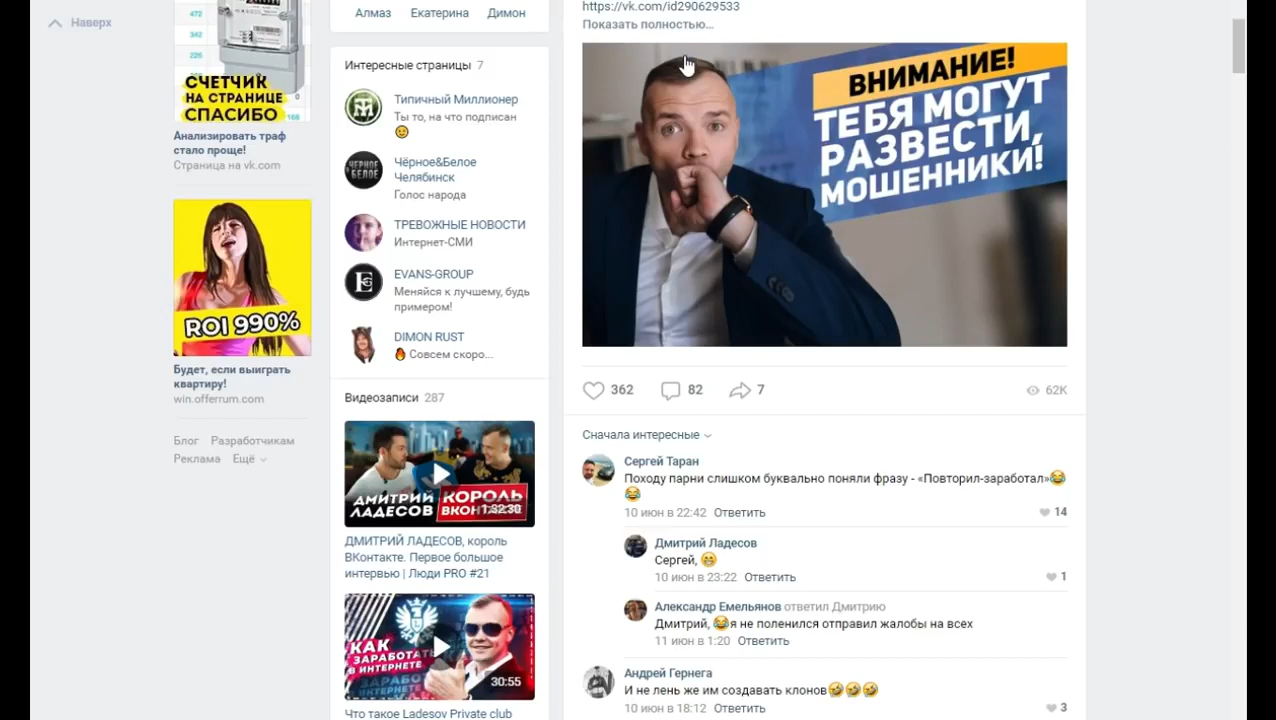 Наверх
472
342
226
0
168
СЧЕТЧИК
НА СТРАНИЦЕ
СПАСИБО
Анализировать траф
стало проще!
Страница на vk.com
ROI 990%
Будет, если выиграть
квартиру!
win.offerrum.com
Блог Разработчикам
Реклама Ещё
Алмаз Екатерина Димон
Интересные страницы 7
Типичный Миллионер
Ты то, на что подписан
ЧЕРНОЕ
БЕЛОЕ
Чёрное&Белое
Челябинск
Голос народа
ТРЕВОЖНЫЕ НОВОСТИ
Интернет-СМИ
EVANS-GROUP
Меняйся к лучшему, будь
примером!
DIMON RUST
Совсем скоро...
Видеозаписи 287
ДМИТРИЙ
ЛАДЕСОВ
КОРОЛЬ
ВКОНТАКТЕ
1:32:30
ДМИТРИЙ ЛАДЕСОВ, король
ВКонтакте. Первое большое
интервью | Люди PRO #21
КАК
ЗАРАБОТАТЬ
В ИНТЕРНЕТЕ
30:55
Что такое Ladesov Private club
https://vk.com/id290629533
Показать полностью...
ВНИМАНИЕ!
ТЕБЯ МОГУТ
РАЗВЕСТИ,
МОШЕННИКИ!
362 82 7 62K
Сначала интересные
Сергей Таран
Походу парни слишком буквально поняли фразу - «Повторил-заработал»😂
😂
10 июн в 22:42 Ответить 14
Дмитрий Ладесов
Сергей, 😁
10 июн в 23:22 Ответить 1
Александр Емельянов ответил Дмитрию
Дмитрий, 😂я не поленился отправил жалобы на всех
11 июн в 1:20 Ответить
Андрей Гернега
И не лень же им создавать клонов🤣🤣🤣
10 июн в 18:12 Ответить 3